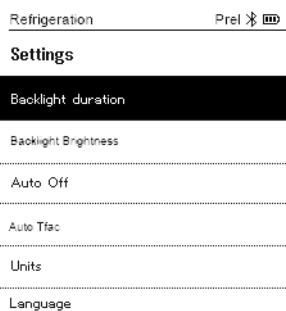 Refrigeration Prel
Settings
Backlight duration
Backlight Brightness
Auto Off
Auto Tfac
Units
Language